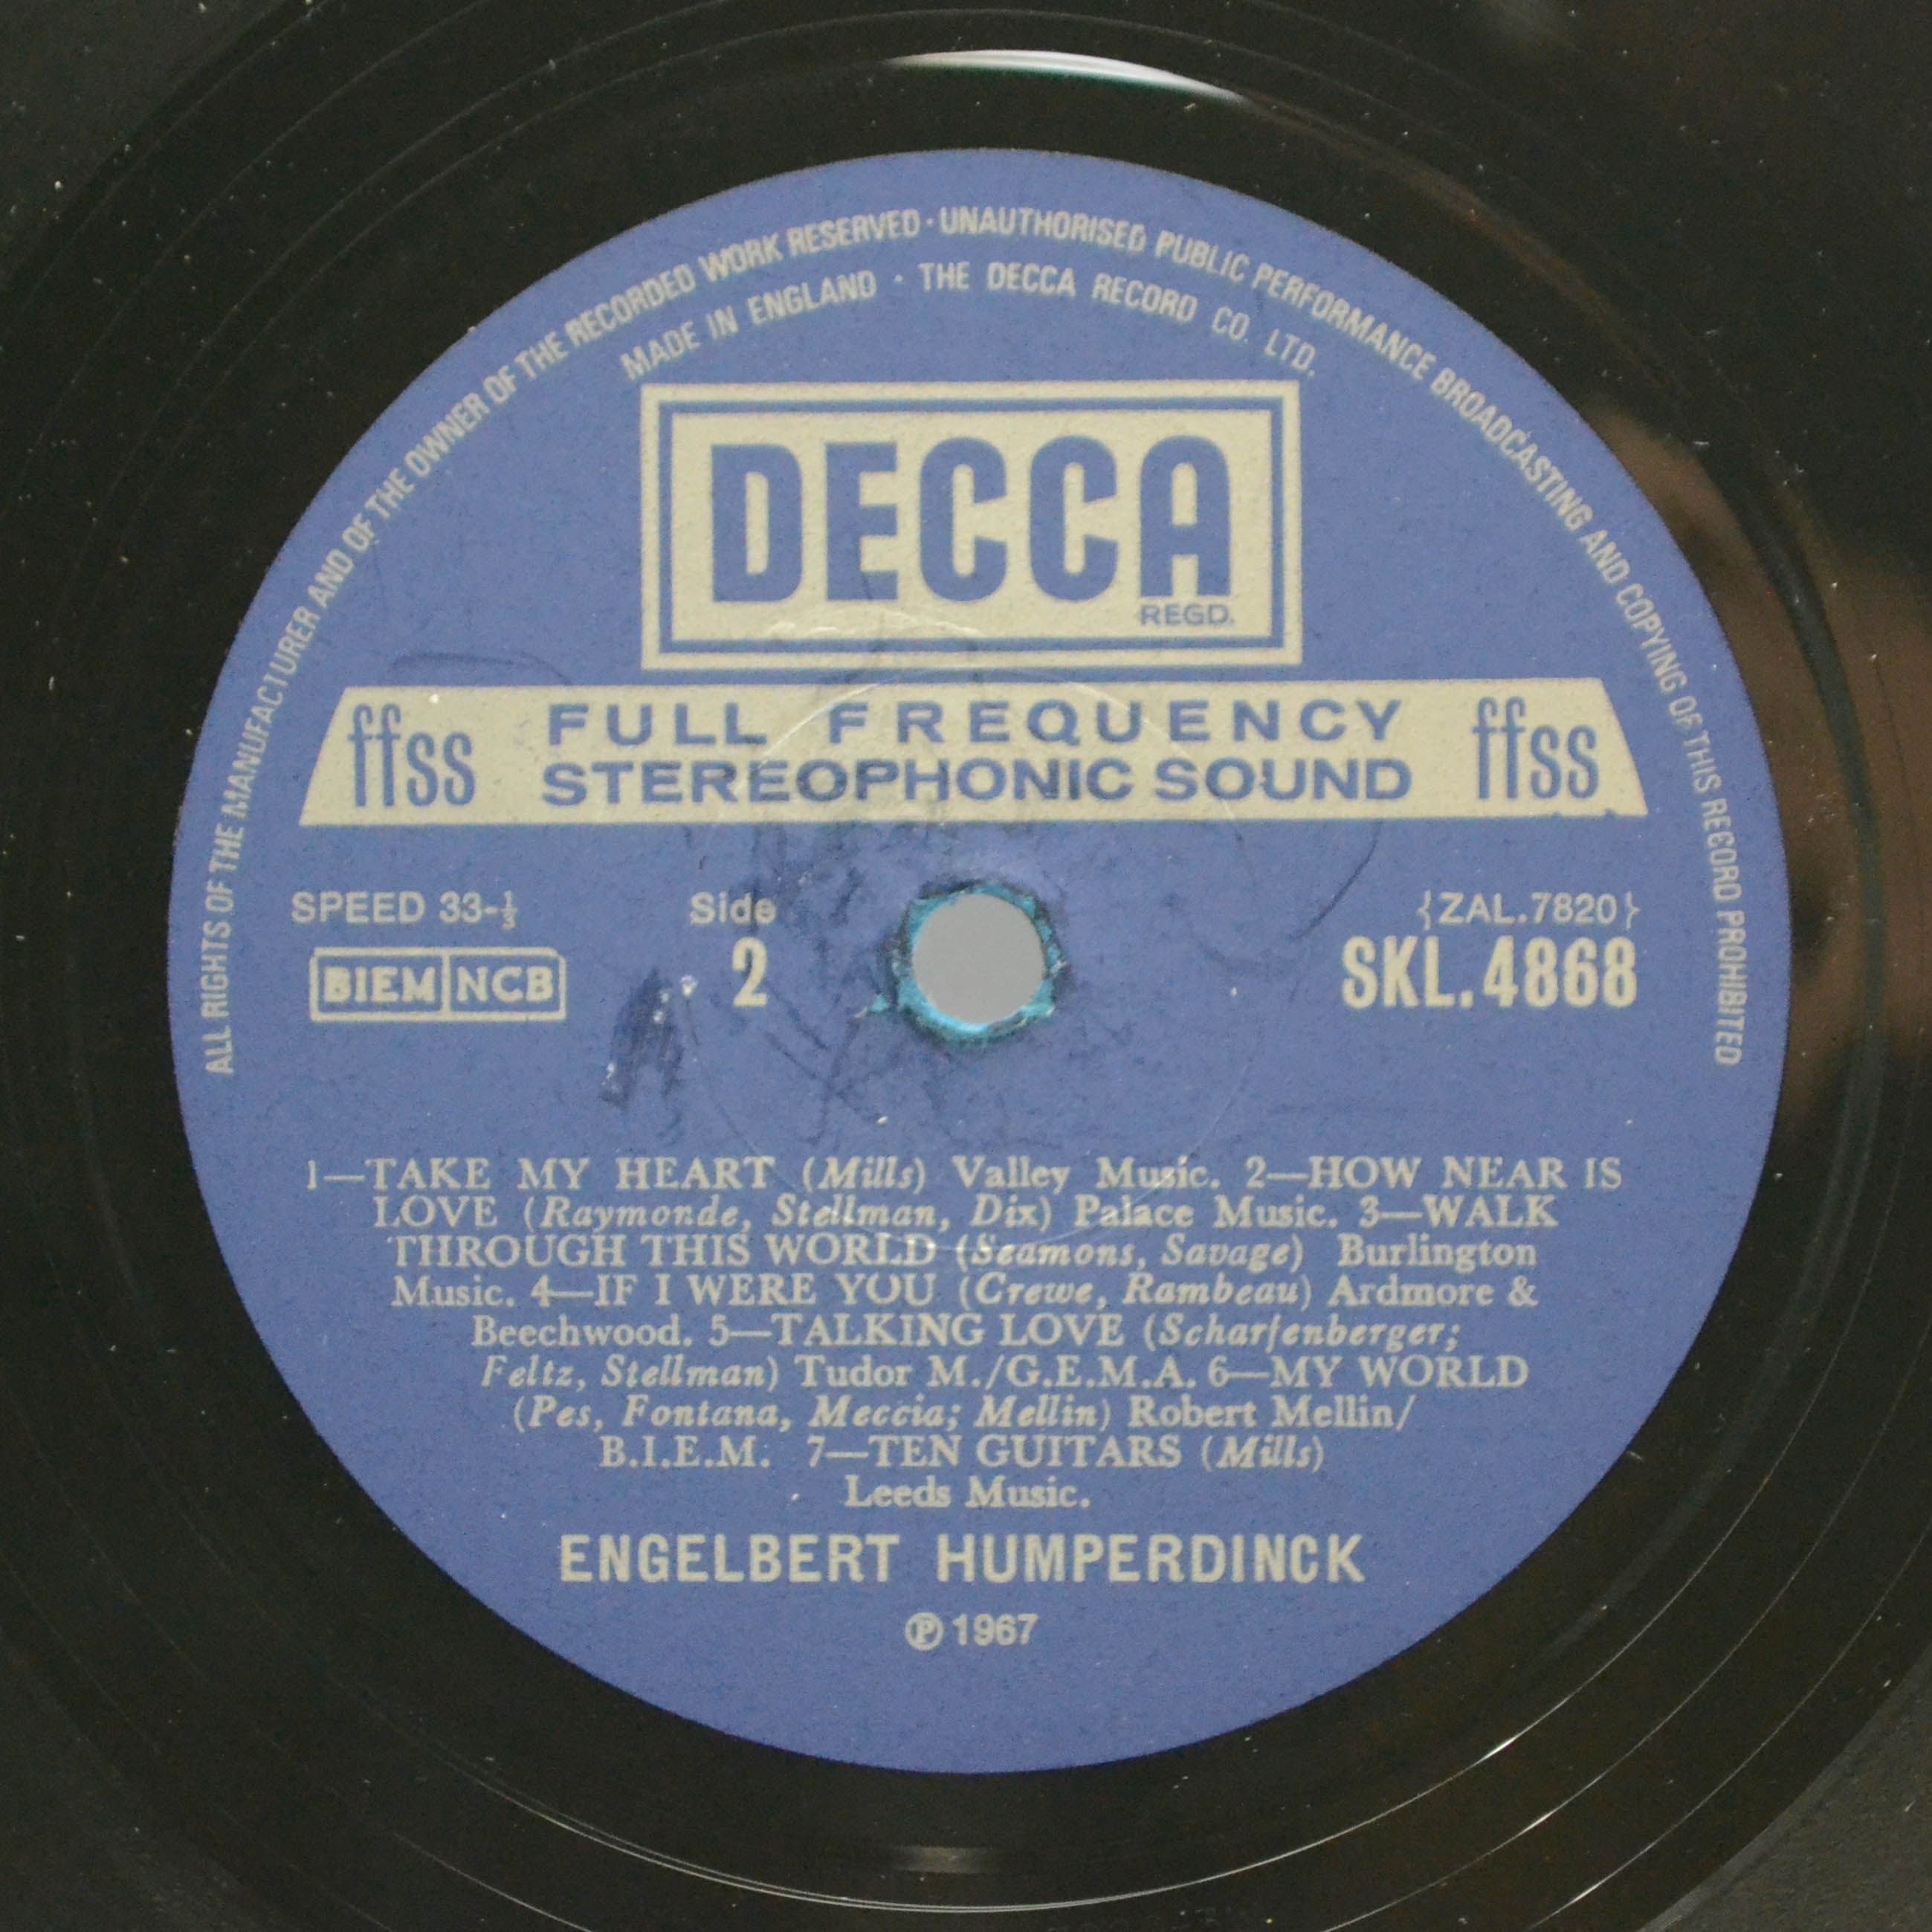 ALL RIGHTS OF THE MANUFACTURER AND OF THE OWNER OF THE RECORDED WORK RESERVED · UNAUTHORISED PUBLIC PERFORMANCE BROADCASTING AND COPYING OF THIS RECORD PROHIBITED
MADE IN ENGLAND · THE DECCA RECORD CO. LTD.
DECCA
REGD.
ffss FULL FREQUENCY ffss
STEREOPHONIC SOUND
SPEED 33-⅓ Side {ZAL.7820}
BIEM NCB 2 SKL.4868
1—TAKE MY HEART (Mills) Valley Music. 2—HOW NEAR IS
LOVE (Raymonde, Stellman, Dix) Palace Music. 3—WALK
THROUGH THIS WORLD (Seamons, Savage) Burlington
Music. 4—IF I WERE YOU (Crewe, Rambeau) Ardmore &
Beechwood. 5—TALKING LOVE (Scharfenberger;
Feltz, Stellman) Tudor M./G.E.M.A. 6—MY WORLD
(Pes, Fontana, Meccia; Mellin) Robert Mellin/
B.I.E.M. 7—TEN GUITARS (Mills)
Leeds Music.
ENGELBERT HUMPERDINCK
℗ 1967